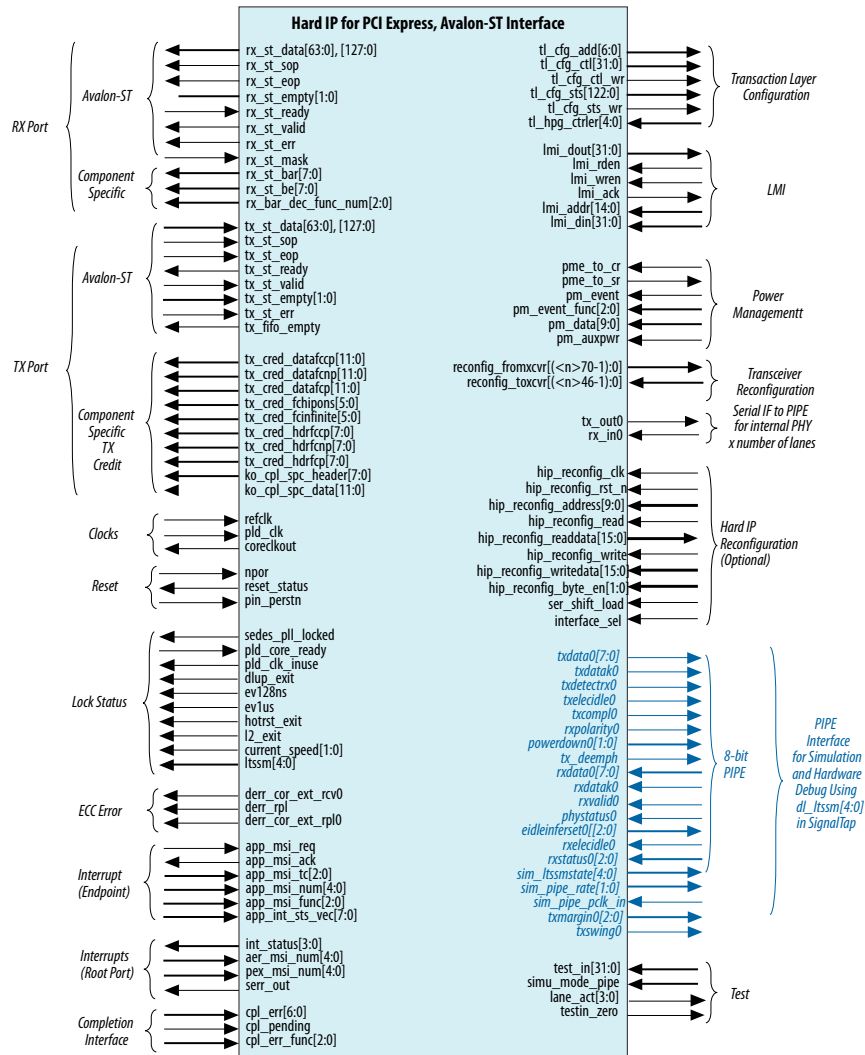 Hard IP for PCI Express, Avalon-ST Interface
RX Port
Avalon-ST
rx_st_data[63:0], [127:0]
rx_st_sop
rx_st_eop
rx_st_empty[1:0]
rx_st_ready
rx_st_valid
rx_st_err
rx_st_mask
Component
Specific
rx_st_bar[7:0]
rx_st_be[7:0]
rx_bar_dec_func_num[2:0]
TX Port
Avalon-ST
tx_st_data[63:0], [127:0]
tx_st_sop
tx_st_eop
tx_st_ready
tx_st_valid
tx_st_empty[1:0]
tx_st_err
tx_fifo_empty
Component
Specific
TX
Credit
tx_cred_datafccp[11:0]
tx_cred_datafcnp[11:0]
tx_cred_datafcp[11:0]
tx_cred_fchipons[5:0]
tx_cred_fcinfinite[5:0]
tx_cred_hdrfccp[7:0]
tx_cred_hdrfcnp[7:0]
tx_cred_hdrfcp[7:0]
ko_cpl_spc_header[7:0]
ko_cpl_spc_data[11:0]
Clocks
refclk
pld_clk
coreclkout
Reset
npor
reset_status
pin_perstn
Lock Status
sedes_pll_locked
pld_core_ready
pld_clk_inuse
dlup_exit
ev128ns
ev1us
hotrst_exit
l2_exit
current_speed[1:0]
ltssm[4:0]
ECC Error
derr_cor_ext_rcv0
derr_rpl
derr_cor_ext_rpl0
Interrupt
(Endpoint)
app_msi_req
app_msi_ack
app_msi_tc[2:0]
app_msi_num[4:0]
app_msi_func[2:0]
app_int_sts_vec[7:0]
Interrupts
(Root Port)
int_status[3:0]
aer_msi_num[4:0]
pex_msi_num[4:0]
serr_out
Completion
Interface
cpl_err[6:0]
cpl_pending
cpl_err_func[2:0]
tl_cfg_add[6:0]
tl_cfg_ctl[31:0]
tl_cfg_ctl_wr
tl_cfg_sts[122:0]
tl_cfg_sts_wr
tl_hpg_ctrler[4:0]
Transaction Layer
Configuration
lmi_dout[31:0]
lmi_rden
lmi_wren
lmi_ack
lmi_addr[14:0]
lmi_din[31:0]
LMI
pme_to_cr
pme_to_sr
pm_event
pm_event_func[2:0]
pm_data[9:0]
pm_auxpwr
Power
Managementt
reconfig_fromxcvr[(<n>70-1):0]
reconfig_toxcvr[(<n>46-1):0]
Transceiver
Reconfiguration
tx_out0
rx_in0
Serial IF to PIPE
for internal PHY
x number of lanes
hip_reconfig_clk
hip_reconfig_rst_n
hip_reconfig_address[9:0]
hip_reconfig_read
hip_reconfig_readdata[15:0]
hip_reconfig_write
hip_reconfig_writedata[15:0]
hip_reconfig_byte_en[1:0]
ser_shift_load
interface_sel
Hard IP
Reconfiguration
(Optional)
txdata0[7:0]
txdatak0
txdetectrx0
txelecidle0
txcompl0
rxpolarity0
powerdown0[1:0]
tx_deemph
rxdata0[7:0]
rxdatak0
rxvalid0
phystatus0
eidleinferset0[[2:0]
rxelecidle0
rxstatus0[2:0]
sim_ltssmstate[4:0]
sim_pipe_rate[1:0]
sim_pipe_pclk_in
txmargin0[2:0]
txswing0
8-bit
PIPE
PIPE
Interface
for Simulation
and Hardware
Debug Using
dl_ltssm[4:0]
in SignalTap
test_in[31:0]
simu_mode_pipe
lane_act[3:0]
testin_zero
Test